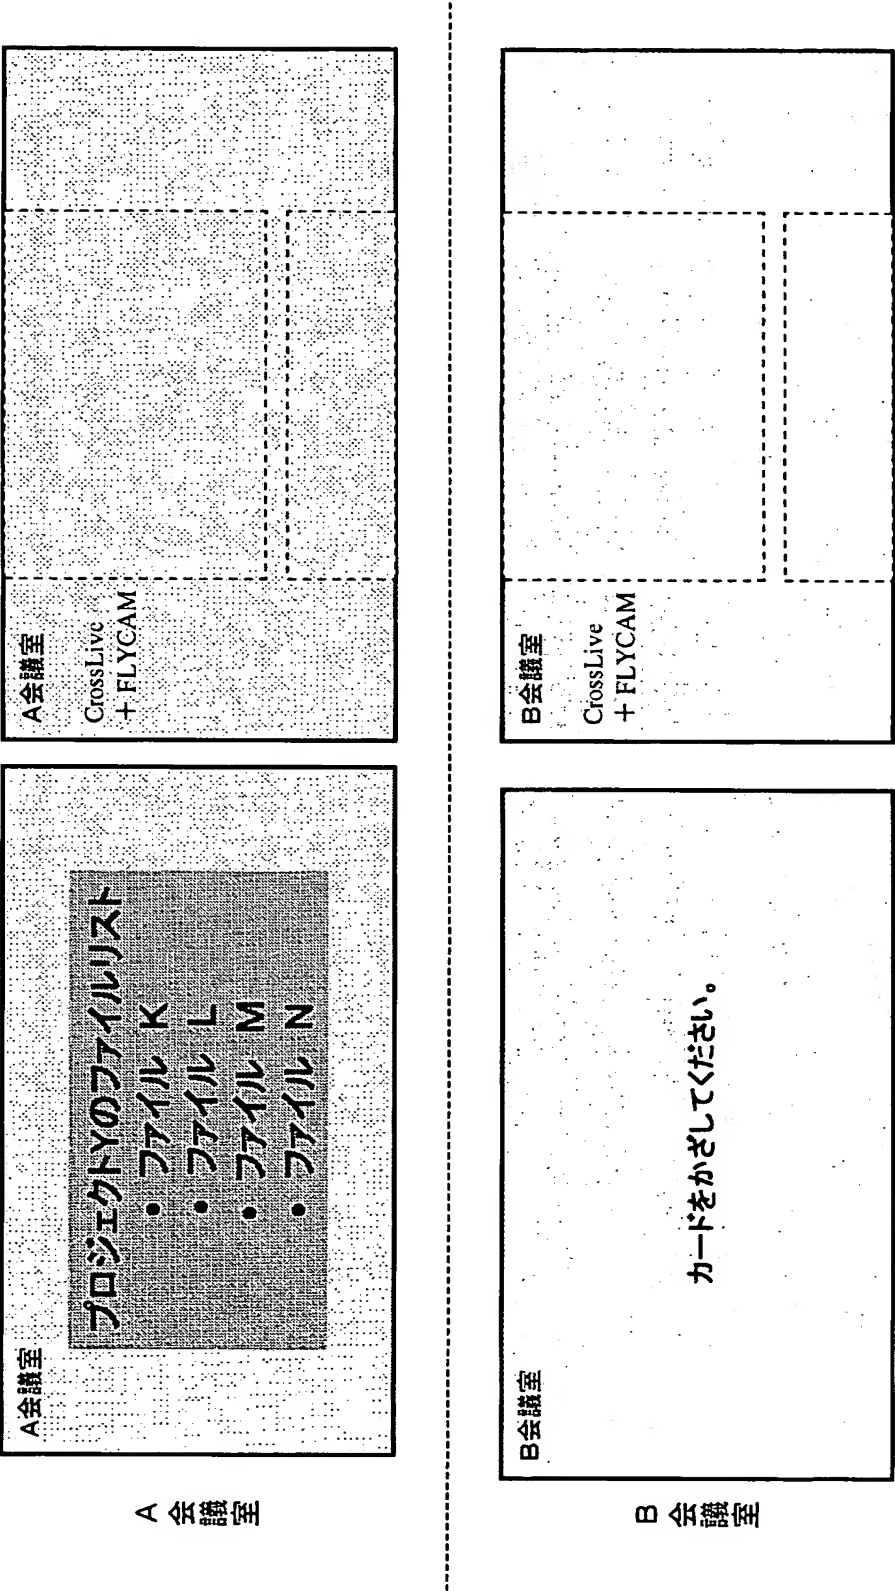 A会議室
A会議室
プロジェクトYのファイルリスト
• ファイル K
• ファイル L
• ファイル M
• ファイル N
A会議室
CrossLive
+ FLYCAM
B会議室
B会議室
カードをかざしてください。
B会議室
CrossLive
+ FLYCAM